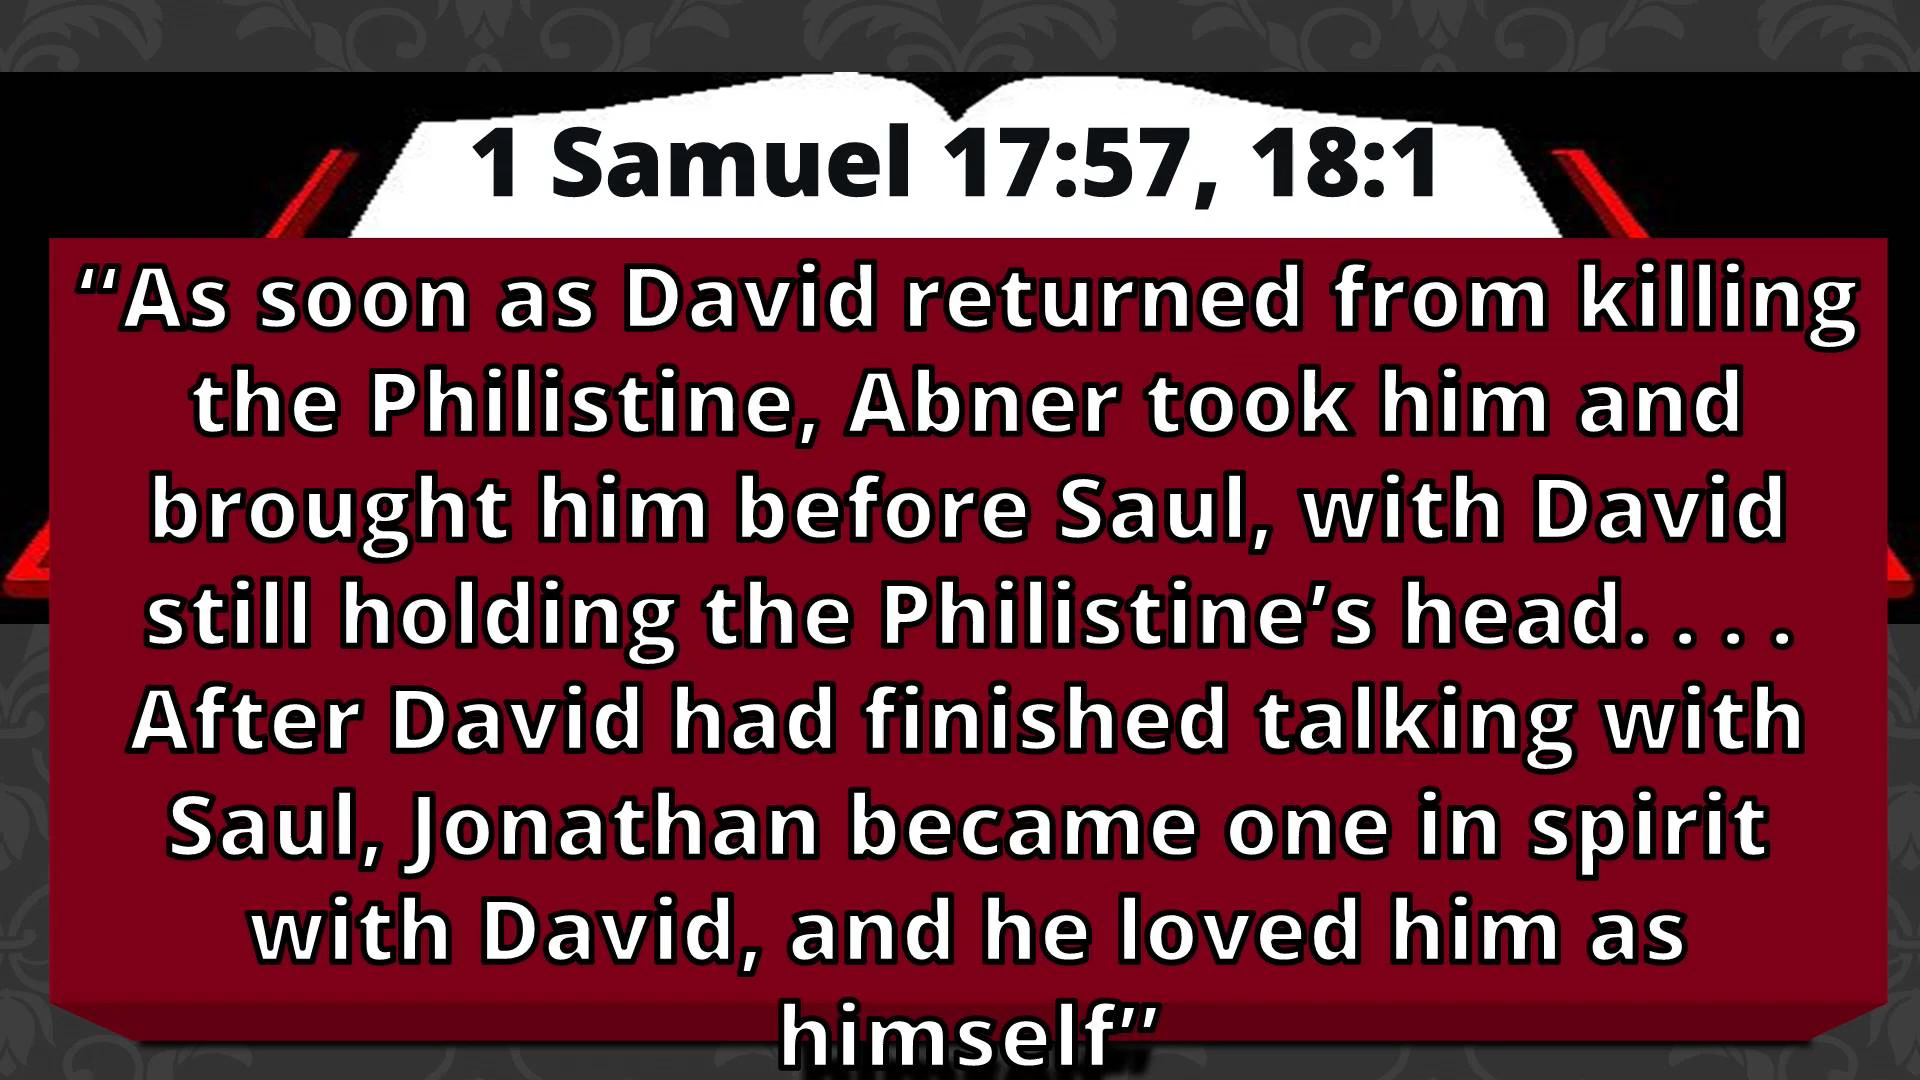 1 Samuel 17:57, 18:1
“As soon as David returned from killing
the Philistine, Abner took him and
brought him before Saul, with David
still holding the Philistine’s head. . . .
After David had finished talking with
Saul, Jonathan became one in spirit
with David, and he loved him as
himself”